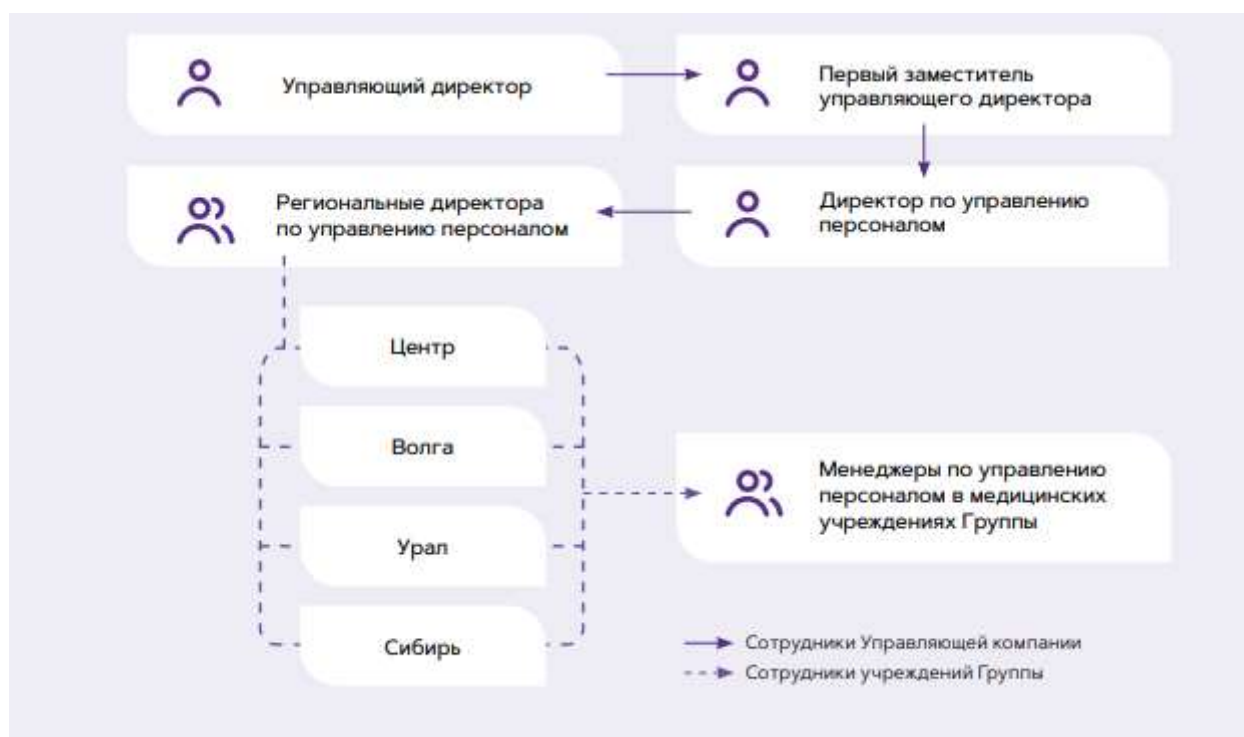 Управляющий директор
Первый заместитель
управляющего директора
Региональные директора
по управлению персоналом
Директор по управлению
персоналом
Центр
Волга
Урал
Сибирь
Менеджеры по управлению
персоналом в медицинских
учреждениях Группы
Сотрудники Управляющей компании
Сотрудники учреждений Группы